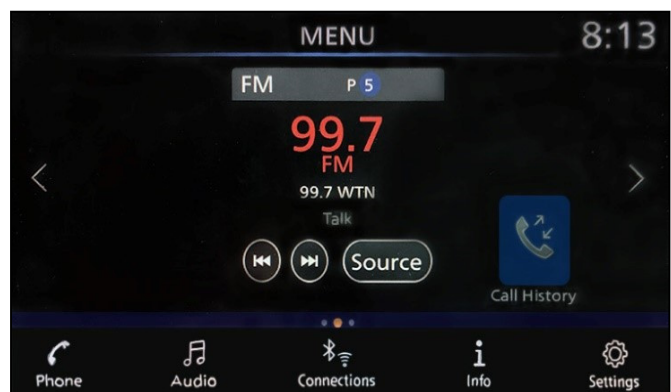 MENU 8:13
FM P 5
99.7
FM
99.7 WTN
Talk
Source
Call History
Phone Audio Connections Info Settings